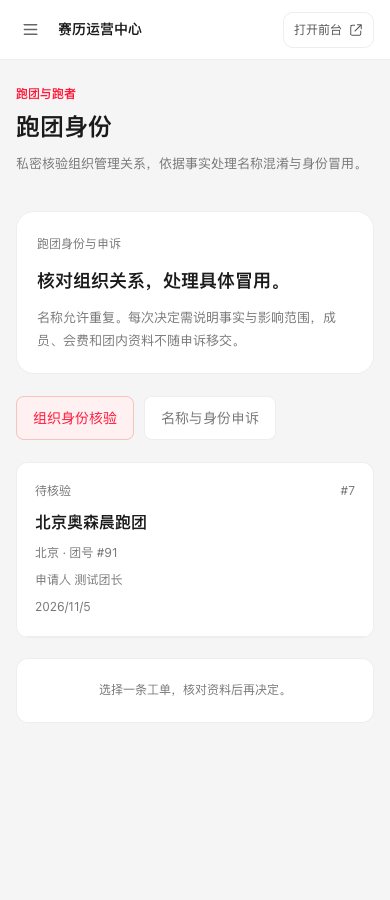 赛历运营中心
打开前台
跑团与跑者
跑团身份
私密核验组织管理关系，依据事实处理名称混淆与身份冒用。
跑团身份与申诉
核对组织关系，处理具体冒用。
名称允许重复。每次决定需说明事实与影响范围，成
员、会费和团内资料不随申诉移交。
组织身份核验
名称与身份申诉
待核验
#7
北京奥森晨跑团
北京 · 团号 #91
申请人 测试团长
2026/11/5
选择一条工单，核对资料后再决定。